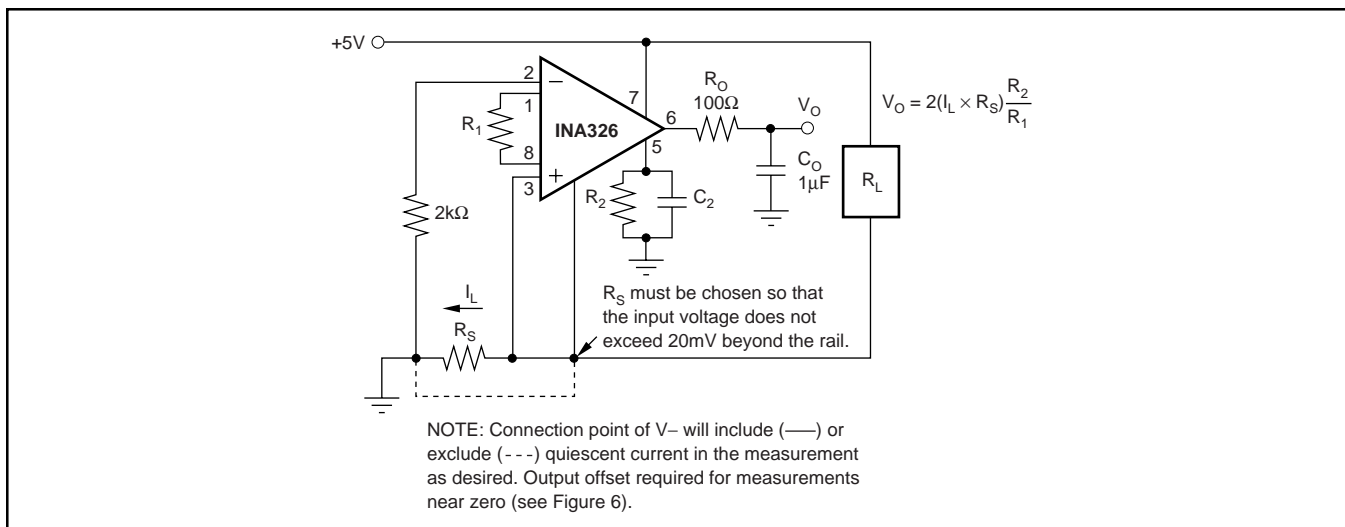 +5V
2
−
1
R1
8
+
3
INA326
7
6
5
RO
100Ω
VO
CO
1μF
VO = 2(IL × RS) R2/R1
RL
R2
C2
2kΩ
IL
RS
RS must be chosen so that
the input voltage does not
exceed 20mV beyond the rail.
NOTE: Connection point of V– will include (——) or
exclude (- - -) quiescent current in the measurement
as desired. Output offset required for measurements
near zero (see Figure 6).